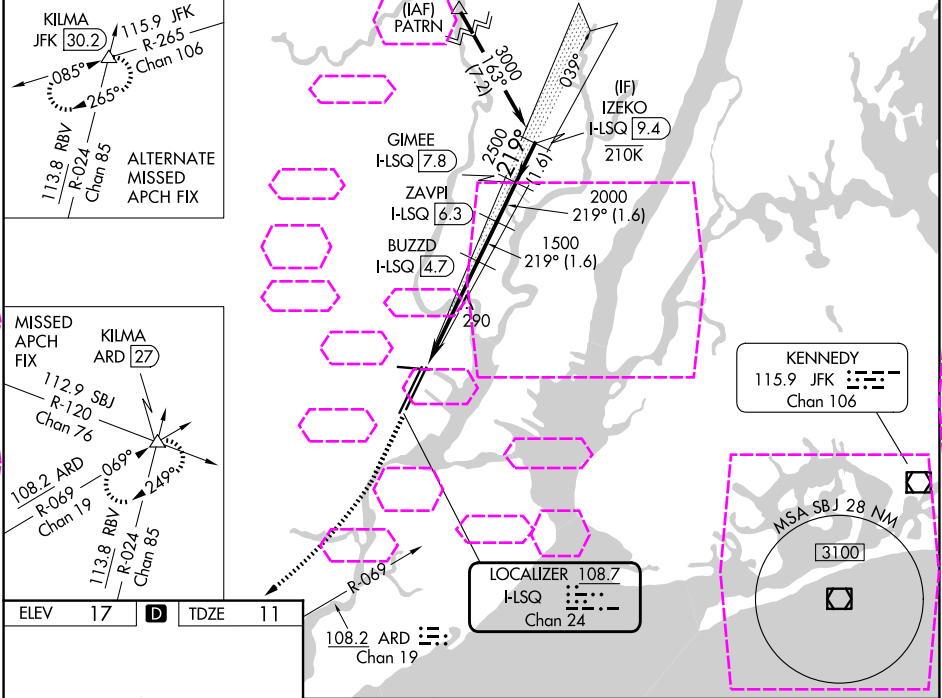 KILMA
JFK 30.2
115.9 JFK
R-265
Chan 106
085°
265°
113.8 RBV
R-024
Chan 85
ALTERNATE
MISSED
APCH FIX
(IAF)
PATRN
3000
163°
(7.2)
039°
(IF)
IZEKO
I-LSQ 9.4
210K
GIMEE
I-LSQ 7.8
2500
219°
(1.6)
ZAVPI
I-LSQ 6.3
2000
219° (1.6)
BUZZD
I-LSQ 4.7
1500
219° (1.6)
290
MISSED
APCH
FIX
KILMA
ARD 27
112.9 SBJ
R-120
Chan 76
108.2 ARD
R-069
Chan 19
069°
249°
113.8 RBV
R-024
Chan 85
KENNEDY
115.9 JFK
Chan 106
MSA SBJ 28 NM
3100
LOCALIZER 108.7
I-LSQ
Chan 24
R-069
108.2 ARD
Chan 19
ELEV 17 D TDZE 11